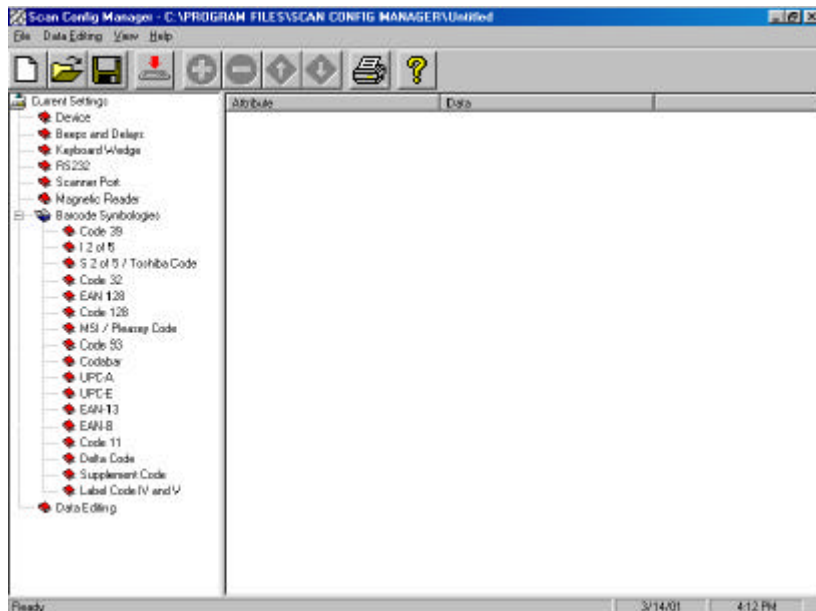 Scan Config Manager - C:\PROGRAM FILES\SCAN CONFIG MANAGER\Untitled
File Data Editing View Help
Current Settings
Attribute Data
Device
Beeps and Delays
Keyboard Wedge
RS232
Scanner Port
Magnetic Reader
Barcode Symbologies
Code 39
I 2 of 5
S 2 of 5 / Toshiba Code
Code 32
EAN 128
Code 128
MSI / Plessey Code
Code 93
Codabar
UPC-A
UPC-E
EAN-13
EAN-8
Code 11
Delta Code
Supplement Code
Label Code IV and V
Data Editing
Ready 3/14/01 4:12 PM